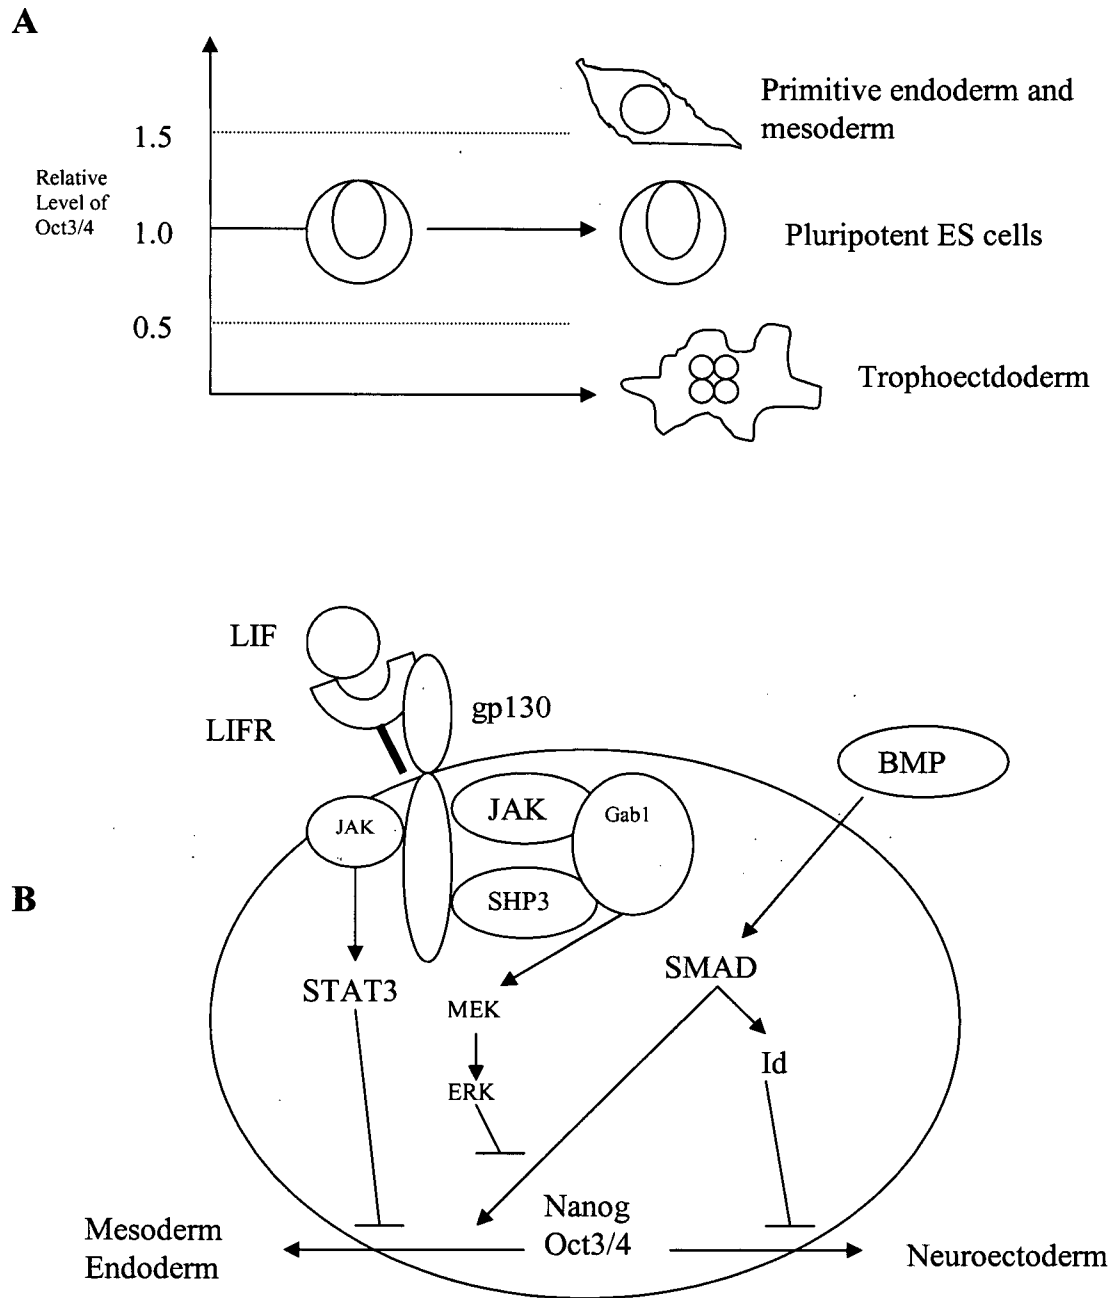 A
Primitive endoderm and
mesoderm
1.5
Relative
Level of
Oct3/4
1.0
Pluripotent ES cells
0.5
Trophoectdoderm
LIF
LIFR
gp130
BMP
JAK
JAK
Gab1
B
SHP3
STAT3
MEK
SMAD
ERK
Id
Nanog
Oct3/4
Mesoderm
Endoderm
Neuroectoderm